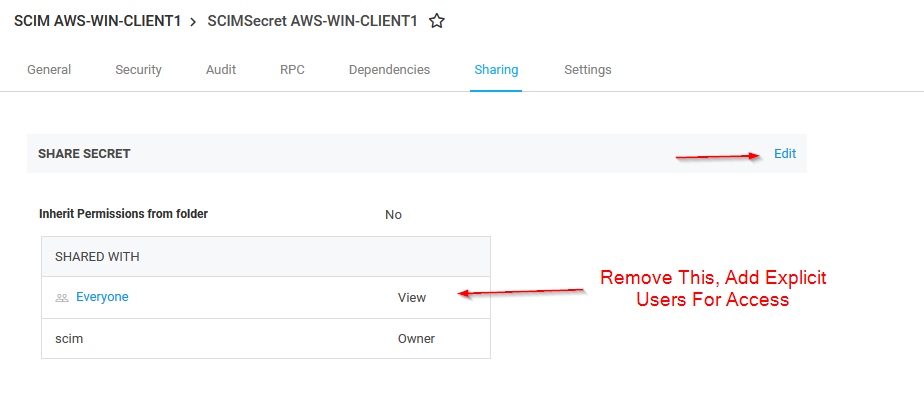 SCIM AWS-WIN-CLIENT1 > SCIMSecret AWS-WIN-CLIENT1
General Security Audit RPC Dependencies Sharing Settings
SHARE SECRET Edit
Inherit Permissions from folder No
SHARED WITH
Everyone View
Remove This, Add Explicit
Users For Access
scim Owner